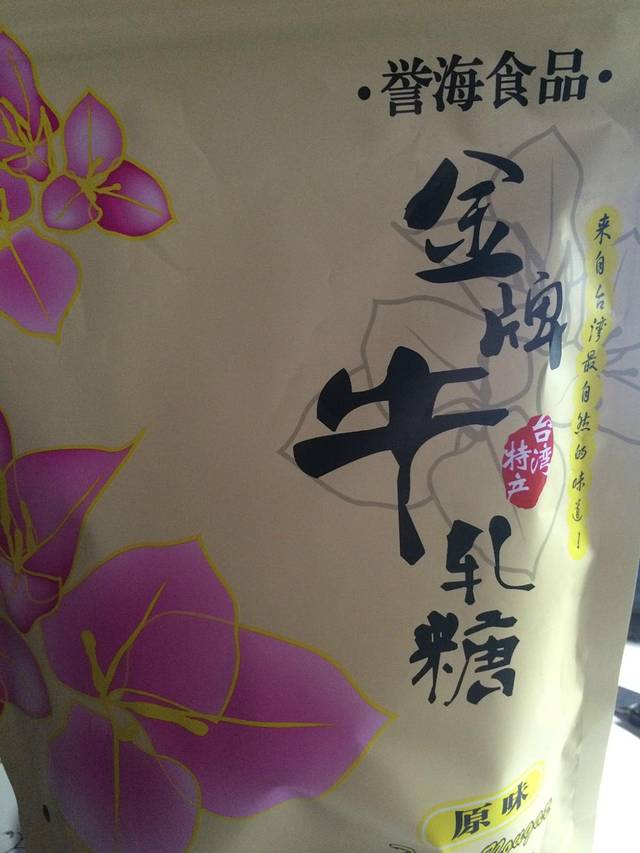 ·誉海食品·
金牌牛轧糖
来自台湾最自然的味道!
台湾
特产
原味
Nougat